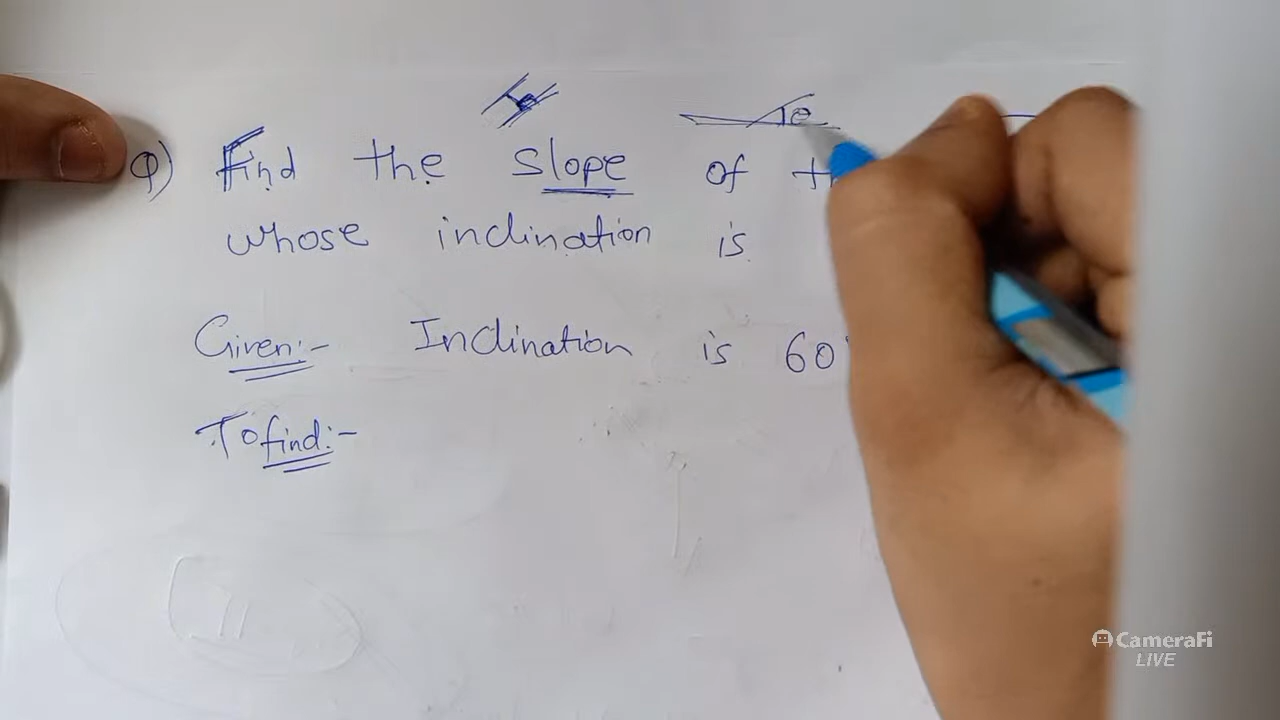 Q) Find the slope of
whose inclination is
Given:- Inclination is 60°
To find:-
CameraFi
LIVE